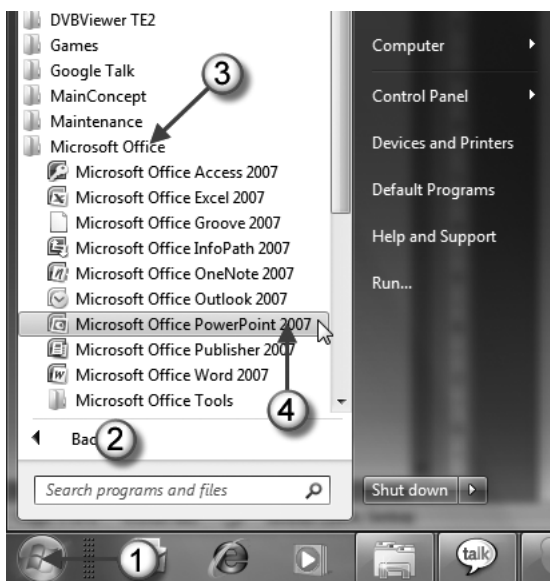 DVBViewer TE2
Games
Google Talk
3
MainConcept
Maintenance
Microsoft Office
Microsoft Office Access 2007
Microsoft Office Excel 2007
Microsoft Office Groove 2007
Microsoft Office InfoPath 2007
Microsoft Office OneNote 2007
Microsoft Office Outlook 2007
Microsoft Office PowerPoint 2007
Microsoft Office Publisher 2007
Microsoft Office Word 2007
Microsoft Office Tools
4
Bac
2
Search programs and files
Computer
Control Panel
Devices and Printers
Default Programs
Help and Support
Run...
Shut down
1
talk